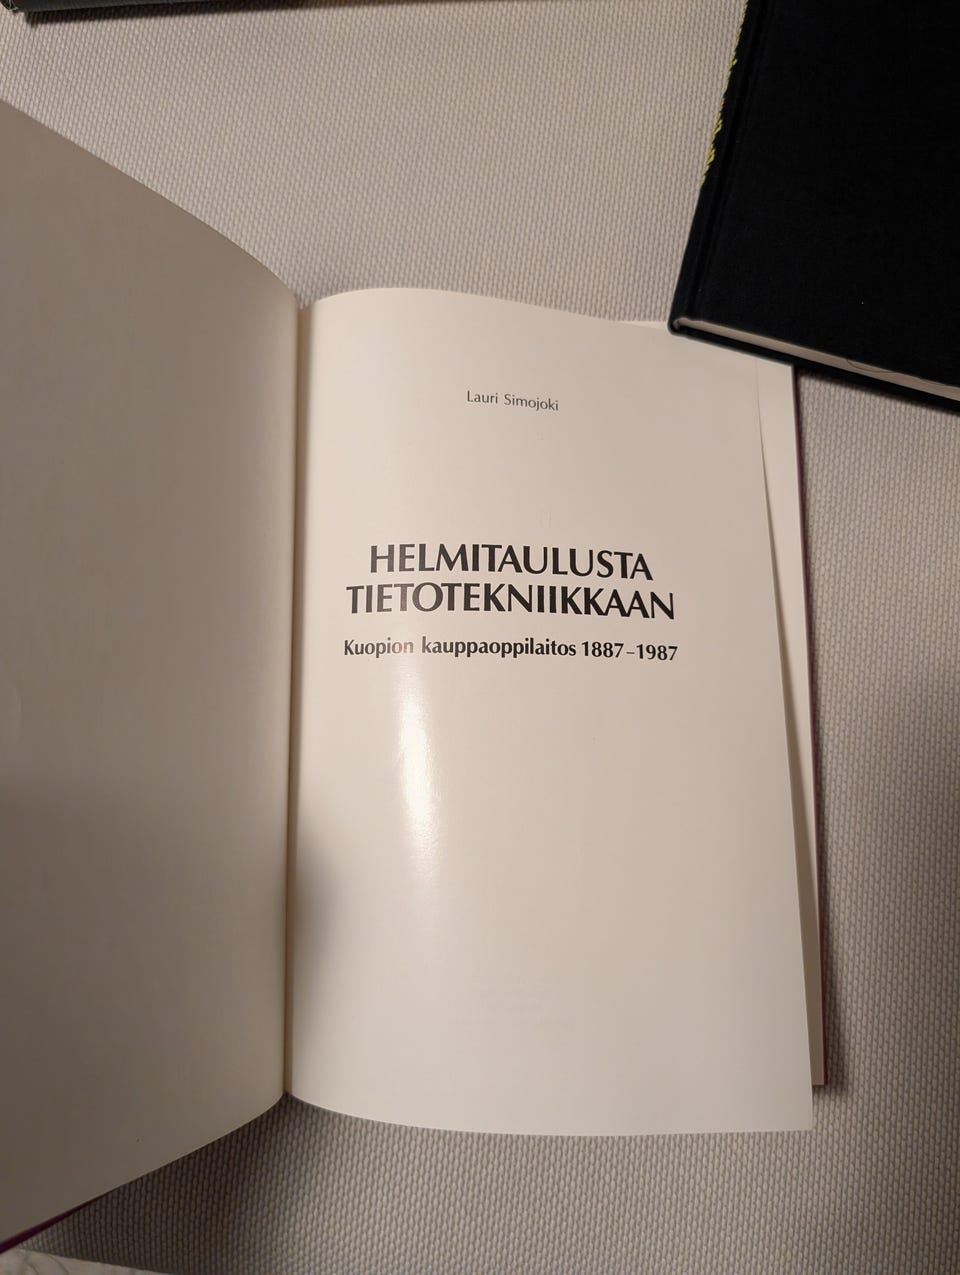 Lauri Simojoki
HELMITAULUSTA
TIETOTEKNIIKKAAN
Kuopion kauppaoppilaitos 1887–1987